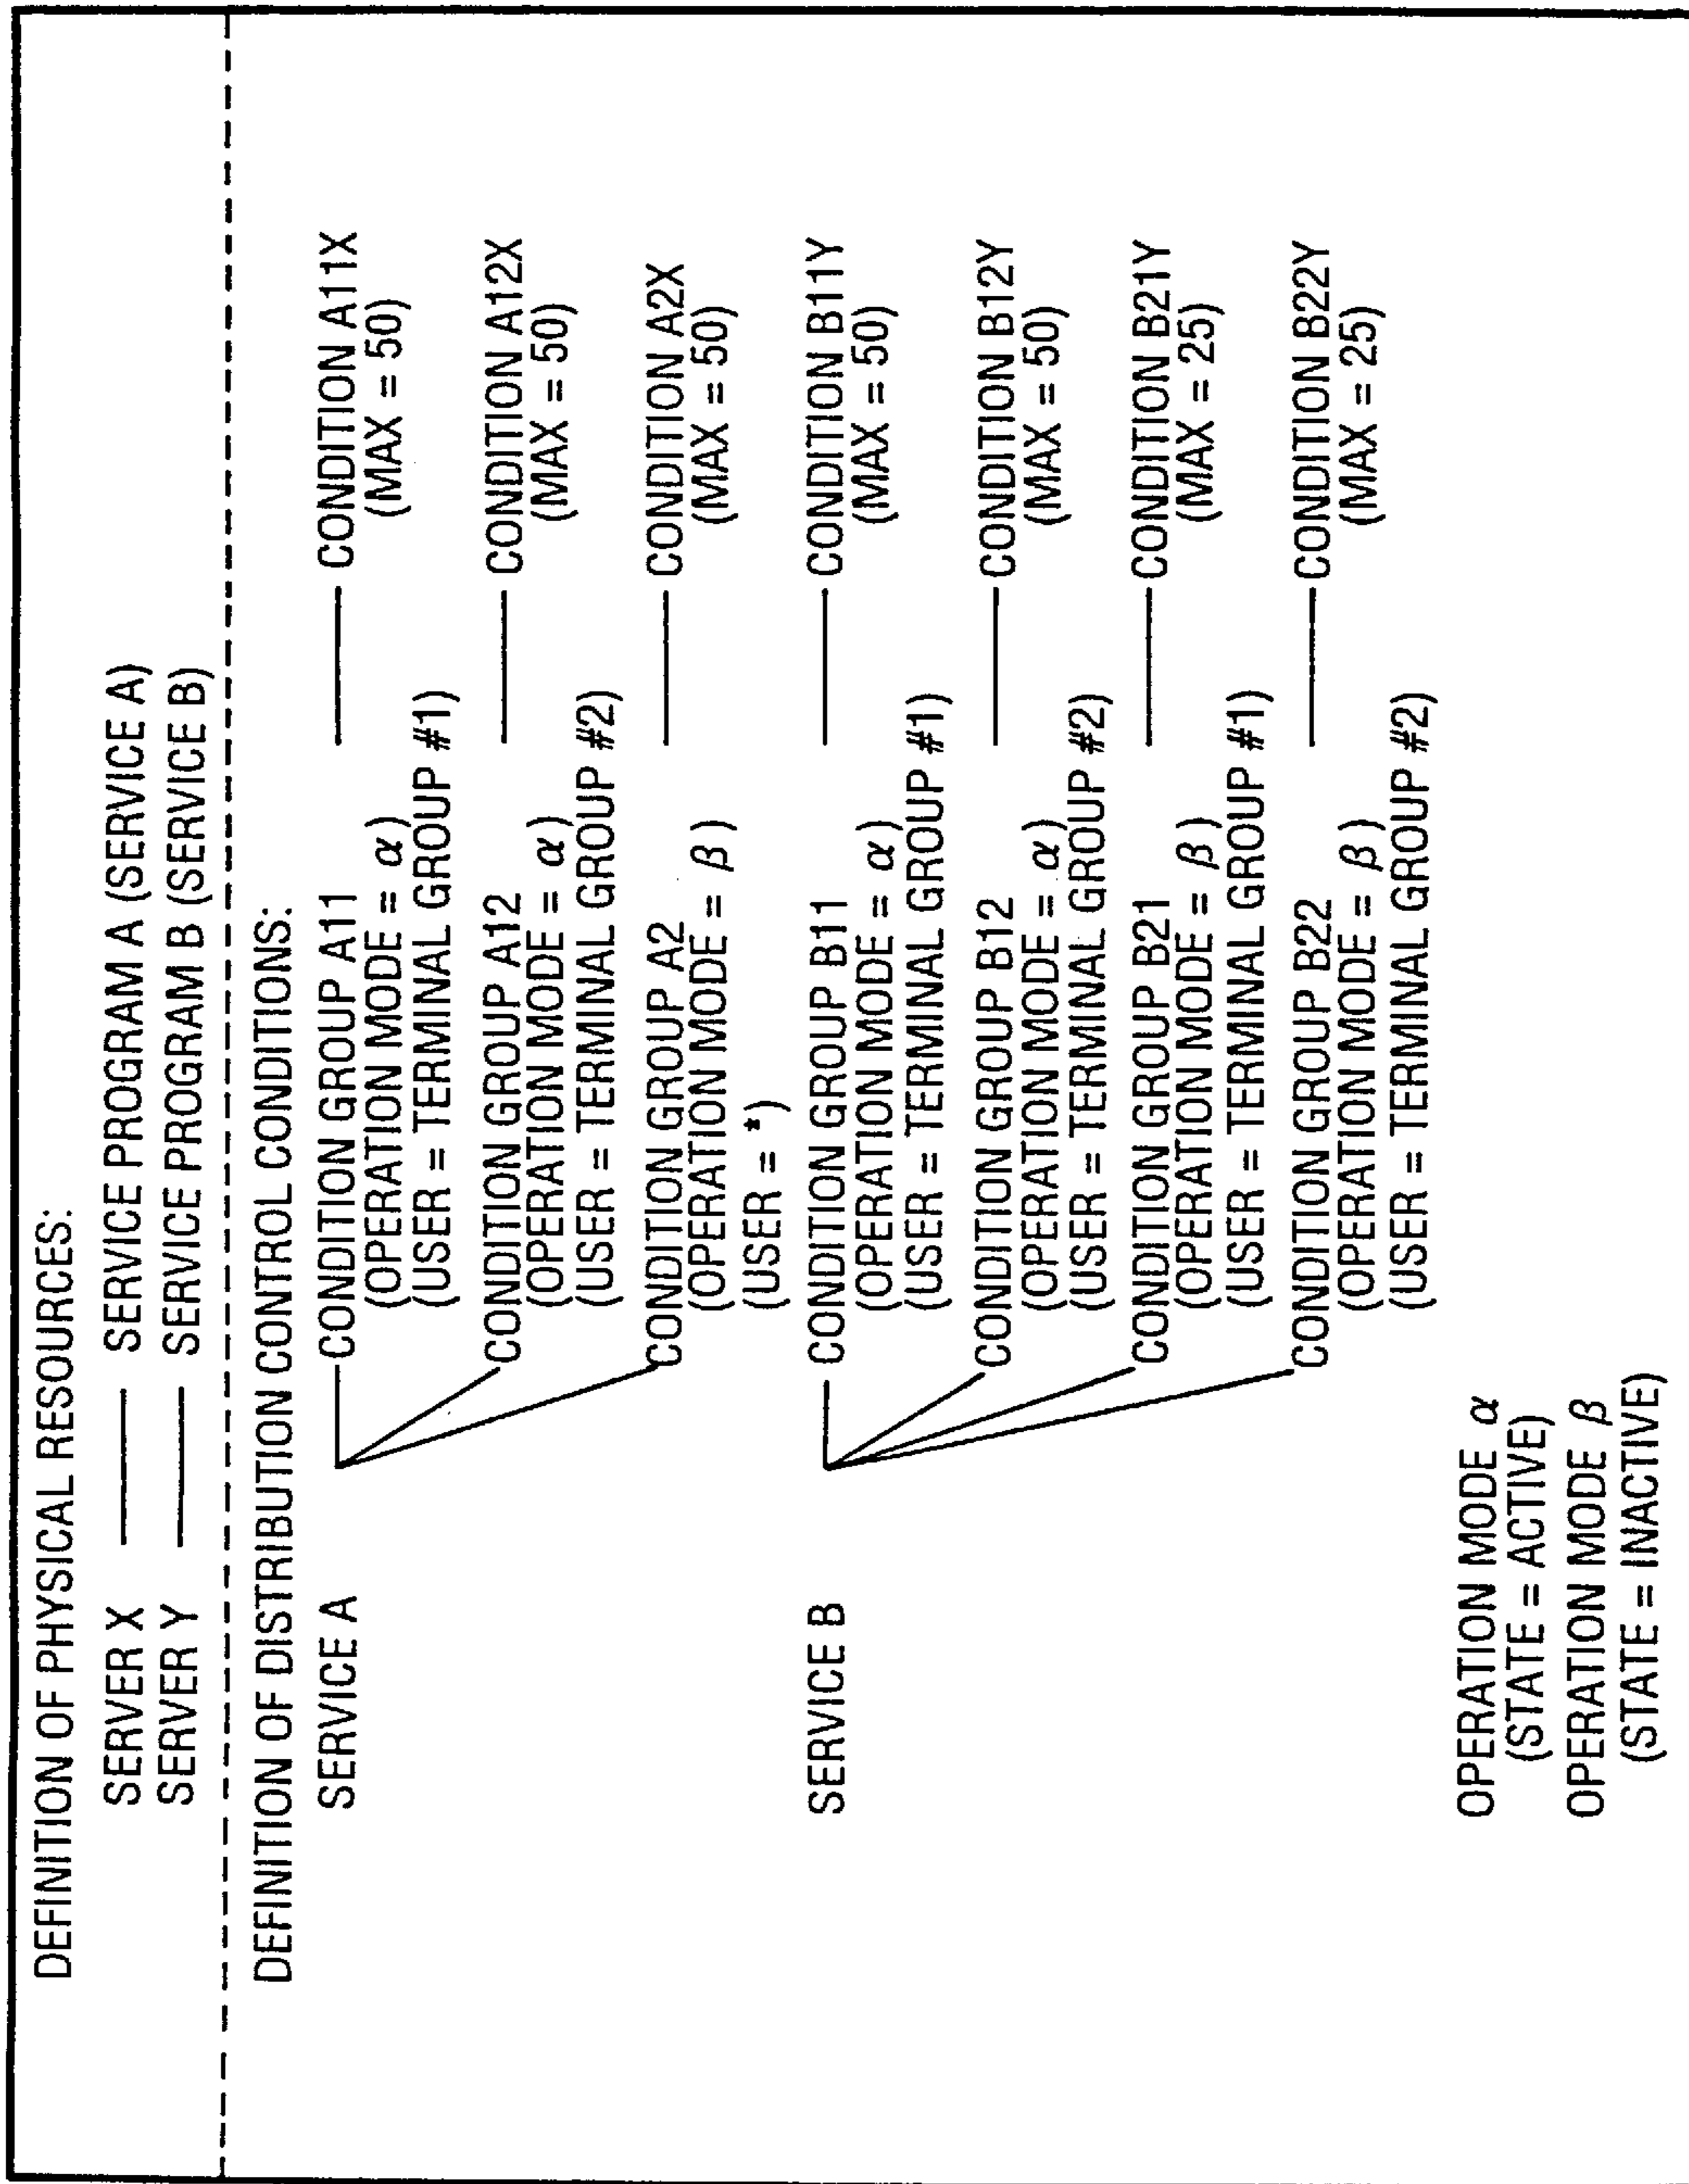 DEFINITION OF PHYSICAL RESOURCES:
SERVER X SERVICE PROGRAM A (SERVICE A)
SERVER Y SERVICE PROGRAM B (SERVICE B)
DEFINITION OF DISTRIBUTION CONTROL CONDITIONS:
SERVICE A CONDITION GROUP A11 CONDITION A11X
(OPERATION MODE = α) (MAX = 50)
(USER = TERMINAL GROUP #1)
CONDITION GROUP A12 CONDITION A12X
(OPERATION MODE = α) (MAX = 50)
(USER = TERMINAL GROUP #2)
CONDITION GROUP A2 CONDITION A2X
(OPERATION MODE = β) (MAX = 50)
(USER = *)
SERVICE B CONDITION GROUP B11 CONDITION B11Y
(OPERATION MODE = α) (MAX = 50)
(USER = TERMINAL GROUP #1)
CONDITION GROUP B12 CONDITION B12Y
(OPERATION MODE = α) (MAX = 50)
(USER = TERMINAL GROUP #2)
CONDITION GROUP B21 CONDITION B21Y
(OPERATION MODE = β) (MAX = 25)
(USER = TERMINAL GROUP #1)
CONDITION GROUP B22 CONDITION B22Y
(OPERATION MODE = β) (MAX = 25)
(USER = TERMINAL GROUP #2)
OPERATION MODE α
(STATE = ACTIVE)
OPERATION MODE β
(STATE = INACTIVE)